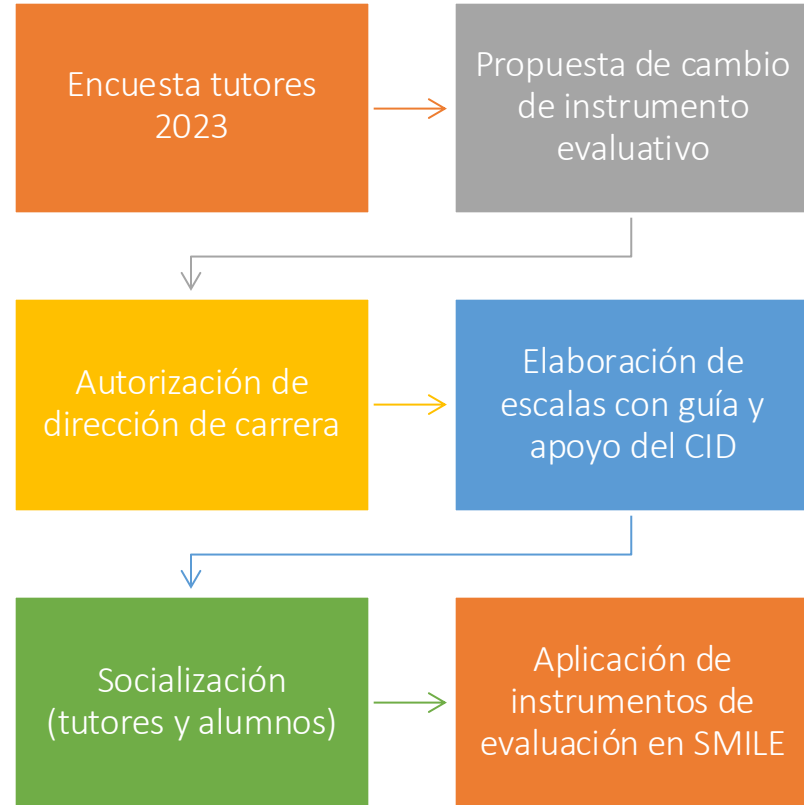 Encuesta tutores
2023
Propuesta de cambio
de instrumento
evaluativo
Autorización de
dirección de carrera
Elaboración de
escalas con guía y
apoyo del CID
Socialización
(tutores y alumnos)
Aplicación de
instrumentos de
evaluación en SMILE